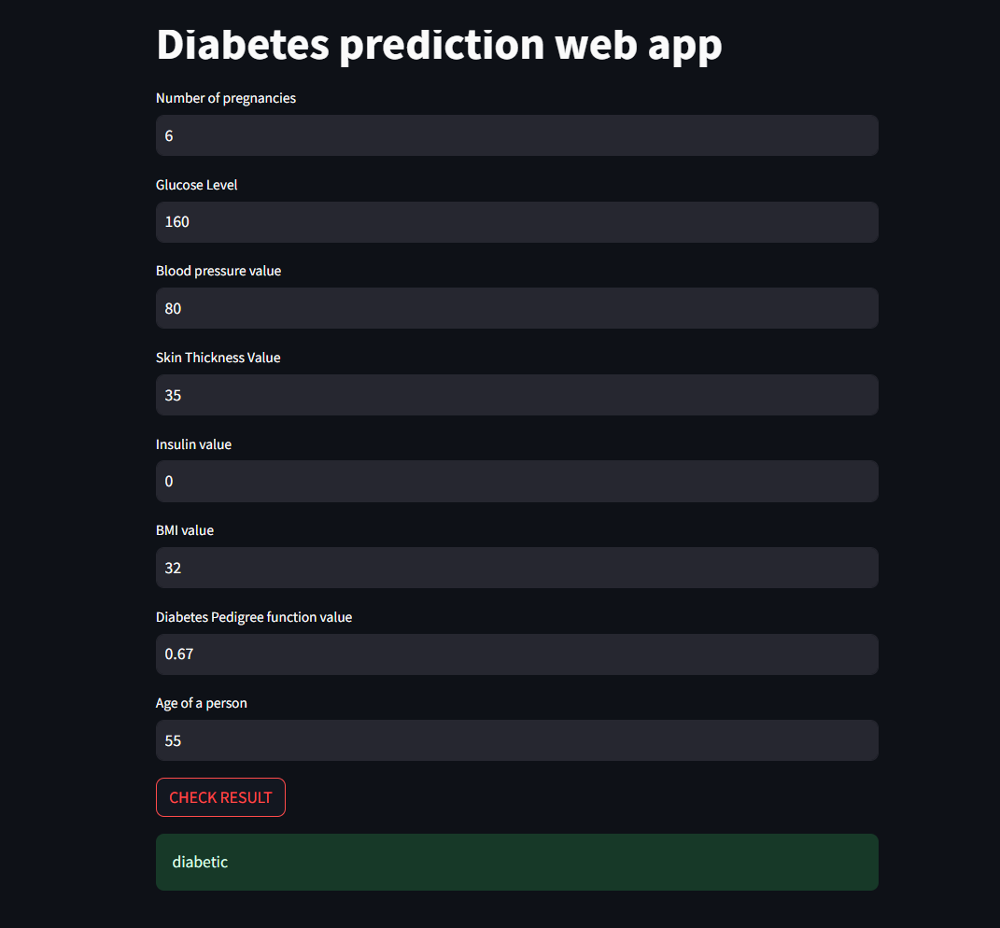 Diabetes prediction web app
Number of pregnancies
6
Glucose Level
160
Blood pressure value
80
Skin Thickness Value
35
Insulin value
0
BMI value
32
Diabetes Pedigree function value
0.67
Age of a person
55
CHECK RESULT
diabetic